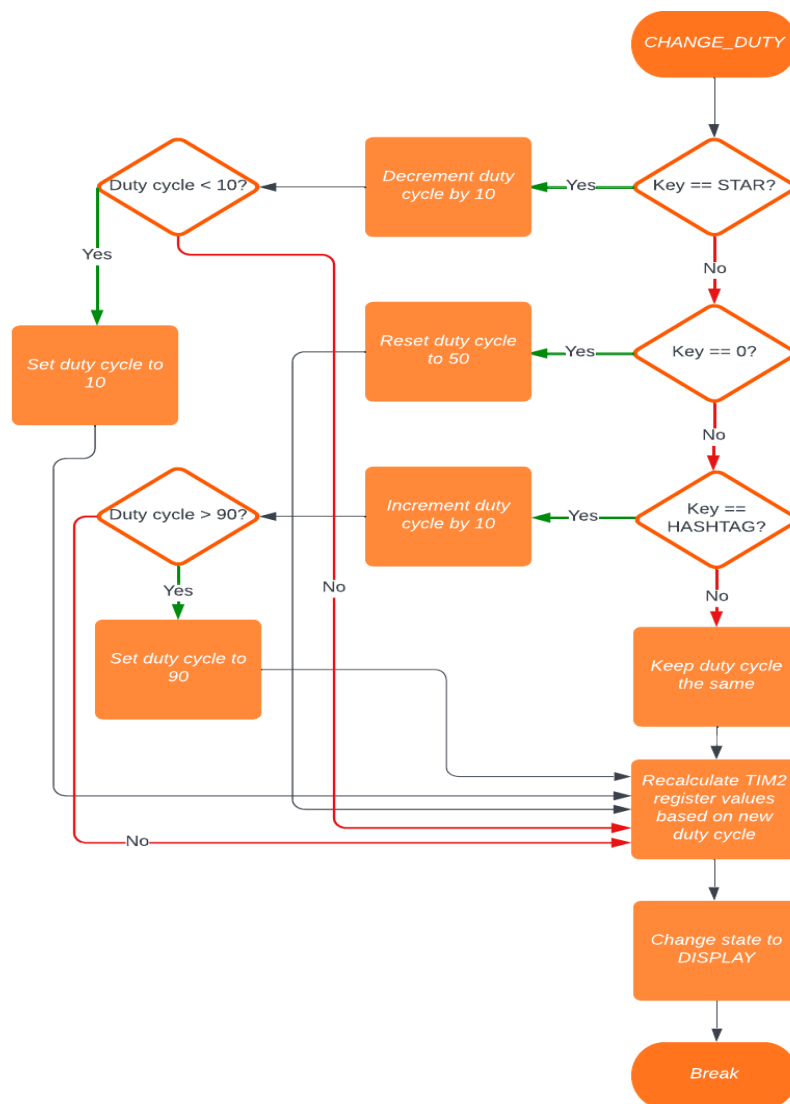 CHANGE_DUTY
Duty cycle < 10?
Decrement duty
cycle by 10
Yes
Key == STAR?
Yes
No
Set duty cycle to
10
Reset duty cycle
to 50
Yes
Key == 0?
No
Duty cycle > 90?
Increment duty
cycle by 10
Yes
Key ==
HASHTAG?
Yes
No
No
Set duty cycle to
90
Keep duty cycle
the same
Recalculate TIM2
register values
based on new
duty cycle
No
Change state to
DISPLAY
Break